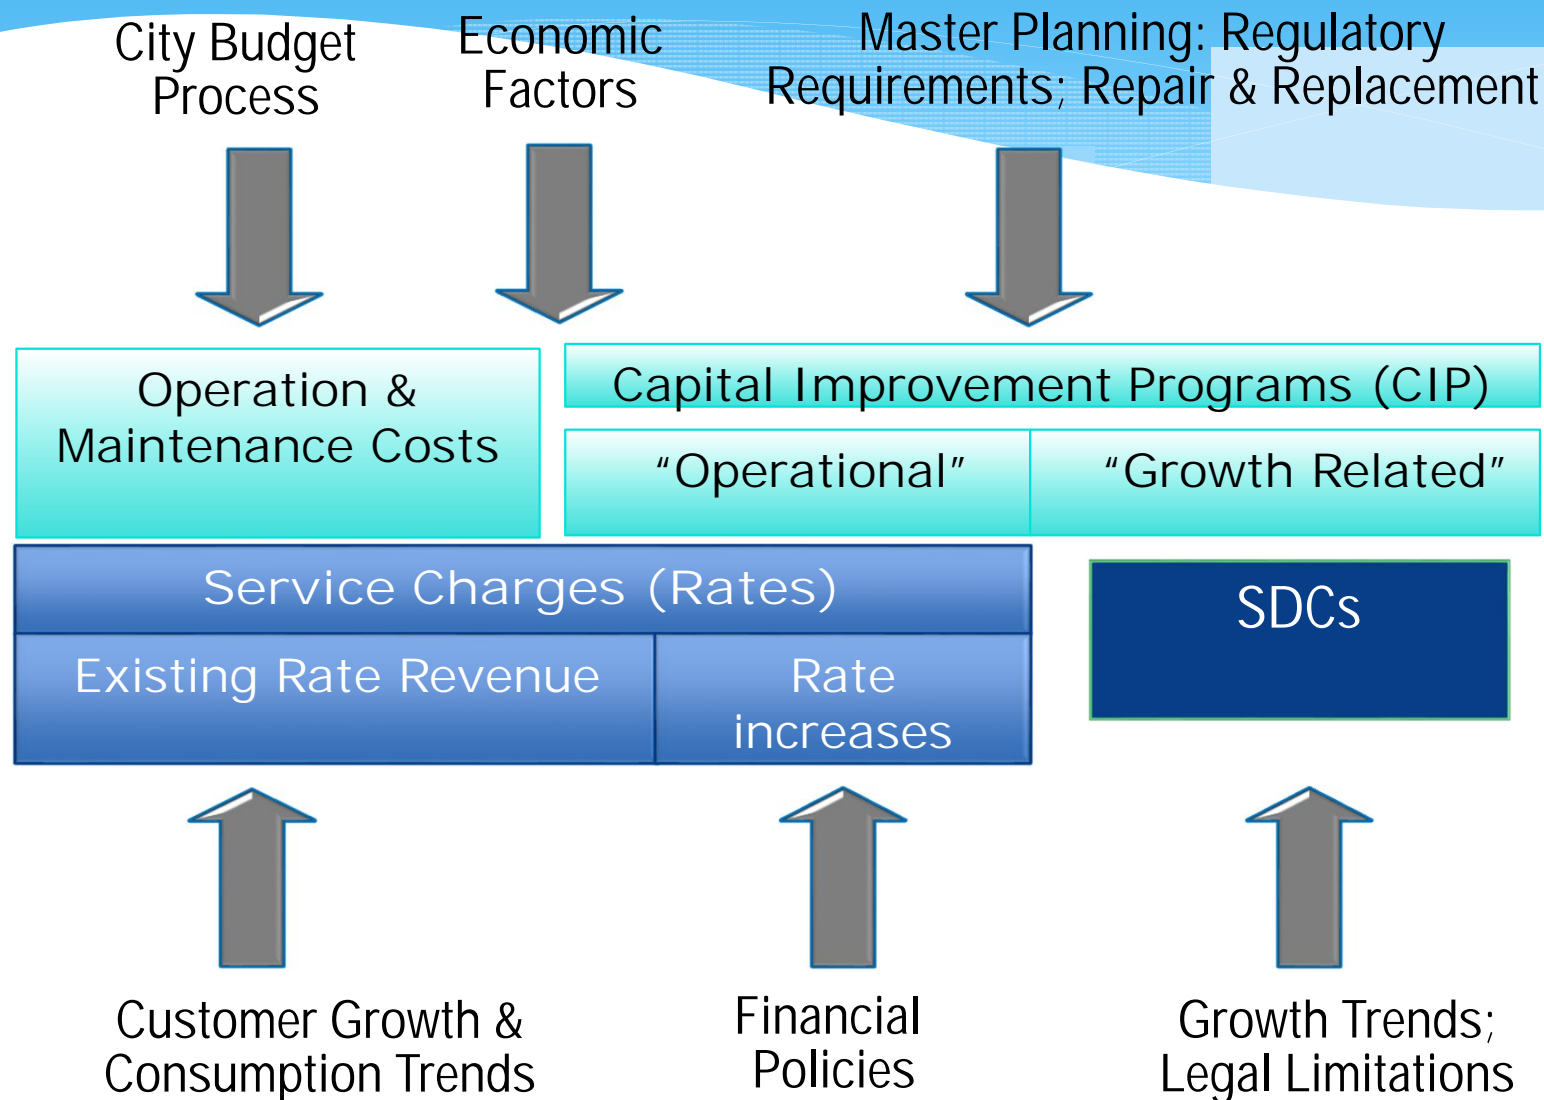 City Budget
Process
Economic
Factors
Master Planning: Regulatory
Requirements; Repair & Replacement
Operation &
Maintenance Costs
Capital Improvement Programs (CIP)
“Operational”
“Growth Related”
Service Charges (Rates)
Existing Rate Revenue
Rate
increases
SDCs
Customer Growth &
Consumption Trends
Financial
Policies
Growth Trends;
Legal Limitations